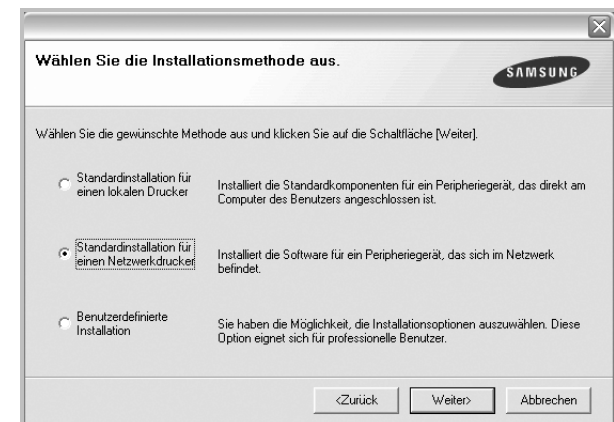 Wählen Sie die Installationsmethode aus.
SAMSUNG
Wählen Sie die gewünschte Methode aus und klicken Sie auf die Schaltfläche [Weiter].
Standardinstallation für
einen lokalen Drucker
Installiert die Standardkomponenten für ein Peripheriegerät, das direkt am
Computer des Benutzers angeschlossen ist.
Standardinstallation für
einen Netzwerkdrucker
Installiert die Software für ein Peripheriegerät, das sich im Netzwerk
befindet.
Benutzerdefinierte
Installation
Sie haben die Möglichkeit, die Installationsoptionen auszuwählen. Diese
Option eignet sich für professionelle Benutzer.
<Zurück
Weiter>
Abbrechen